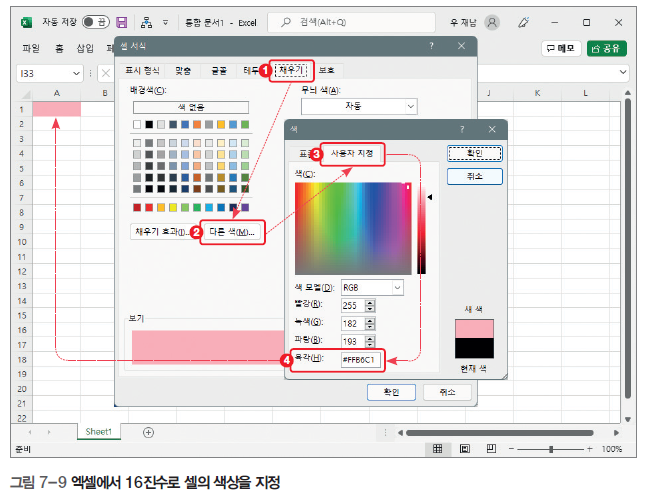 자동 저장 끔 통합 문서1 - Excel 검색(Alt+Q) 우 재남
파일 홈 삽입 메모 공유
I33
셀 서식 ?
표시 형식 맞춤 글꼴 테두 1 채우기 보호
배경색(C): 무늬 색(A):
색 없음 자동
A B J K L
1
2
3
4
5
6
7
8
9
10
11
12
13
14
15
16
17
18
19
20
21
22
채우기 효과(I)... 2 다른 색(M)...
보기
색 ?
표준 3 사용자 지정 확인
취소
색(C):
색 모델(D): RGB
빨강(R): 255
녹색(G): 182
파랑(B): 193
4 육각(H): #FFB6C1
새 색
현재 색
확인 취소
Sheet1
준비 100%
그림 7-9 엑셀에서 16진수로 셀의 색상을 지정